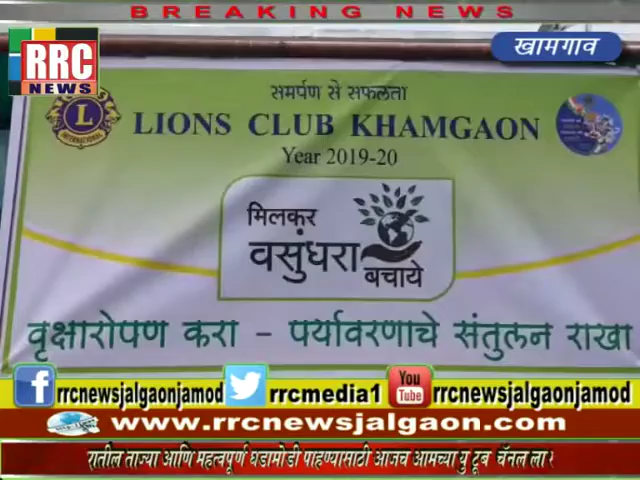 BREAKING NEWS
RRC
NEWS
खामगाव
समर्पण से सफलता
LIONS CLUB KHAMGAON
Year 2019-20
L
INTERNATIONAL
मिलकर
वसुंधरा
बचाये
वृक्षारोपण करा - पर्यावरणाचे संतुलन राखा
rrcnewsjalgaonjamod
rrcmedia1
You
Tube
rrcnewsjalgaonjamod
www.rrcnewsjalgaon.com
रातील ताज्या आणि महत्वपूर्ण घडामोडी पाहण्यासाठी आजच आमच्या यु टूब चॅनल ला